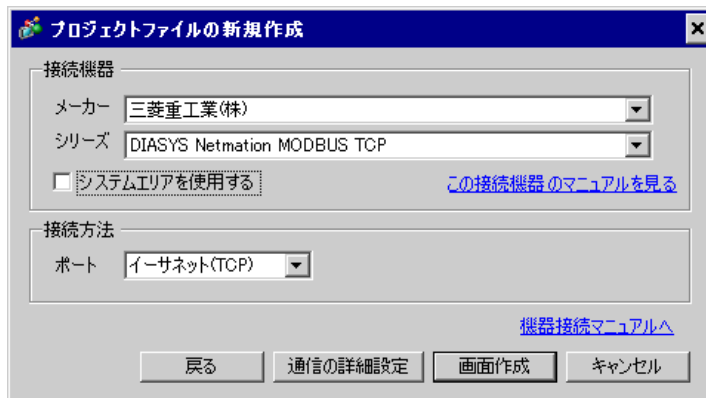 プロジェクトファイルの新規作成
接続機器
メーカー 三菱重工業(株)
シリーズ DIASYS Netmation MODBUS TCP
システムエリアを使用する この接続機器のマニュアルを見る
接続方法
ポート イーサネット(TCP)
機器接続マニュアルへ
戻る 通信の詳細設定 画面作成 キャンセル